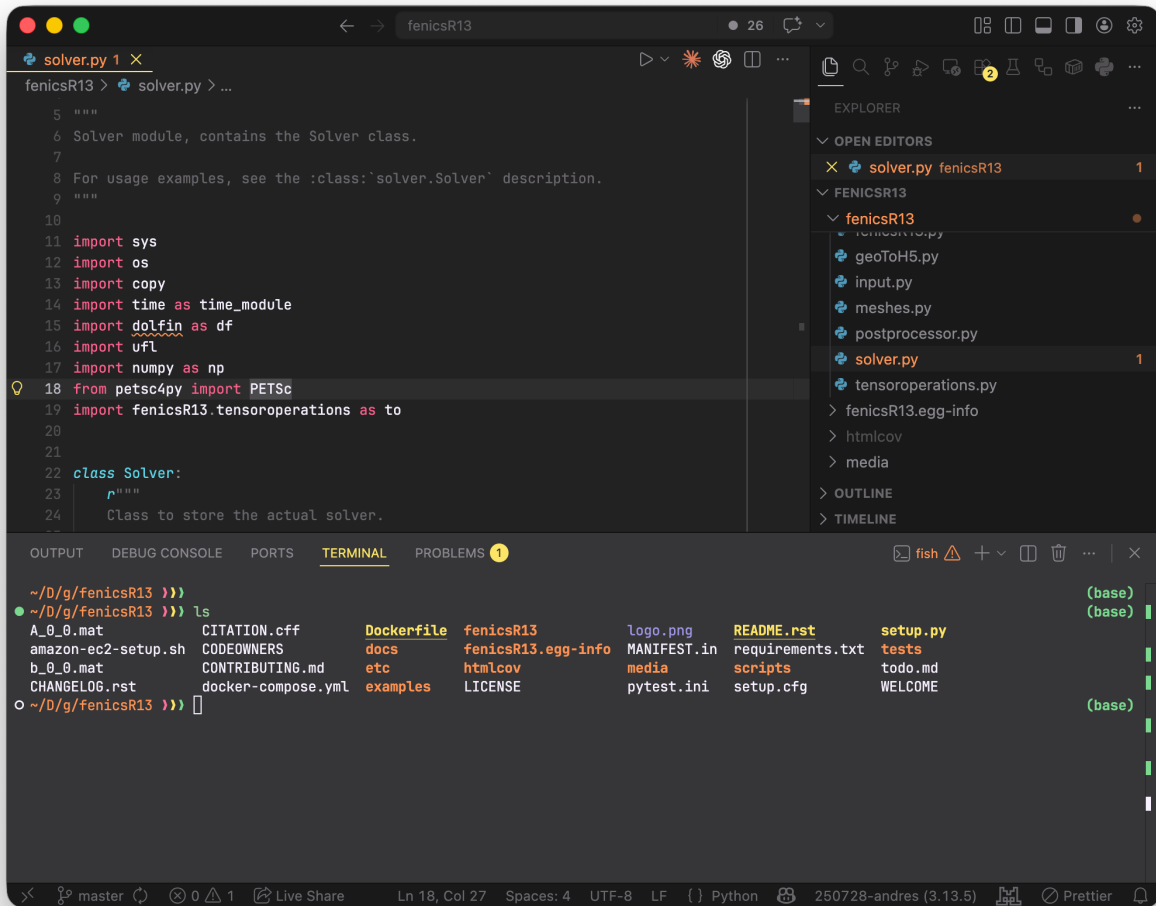 fenicsR13
26
solver.py 1
fenicsR13 > solver.py > ...
5 """
6 Solver module, contains the Solver class.
7
8 For usage examples, see the :class:`solver.Solver` description.
9 """
10
11 import sys
12 import os
13 import copy
14 import time as time_module
15 import dolfin as df
16 import ufl
17 import numpy as np
18 from petsc4py import PETSc
19 import fenicsR13.tensoroperations as to
20
21
22 class Solver:
23 r"""
24 Class to store the actual solver.
2
EXPLORER
OPEN EDITORS
solver.py fenicsR13 1
FENICSR13
fenicsR13
fenicsR13.py
geoToH5.py
input.py
meshes.py
postprocessor.py
solver.py 1
tensoroperations.py
fenicsR13.egg-info
htmlcov
media
OUTLINE
TIMELINE
OUTPUT DEBUG CONSOLE PORTS TERMINAL PROBLEMS 1
fish
~/D/g/fenicsR13 ❯❯❯ (base)
~/D/g/fenicsR13 ❯❯❯ ls (base)
A_0_0.mat CITATION.cff Dockerfile fenicsR13 logo.png README.rst setup.py
amazon-ec2-setup.sh CODEOWNERS docs fenicsR13.egg-info MANIFEST.in requirements.txt tests
b_0_0.mat CONTRIBUTING.md etc htmlcov media scripts todo.md
CHANGELOG.rst docker-compose.yml examples LICENSE pytest.ini setup.cfg WELCOME
~/D/g/fenicsR13 ❯❯❯ (base)
master 0 1 Live Share Ln 18, Col 27 Spaces: 4 UTF-8 LF {} Python 250728-andres (3.13.5) Prettier